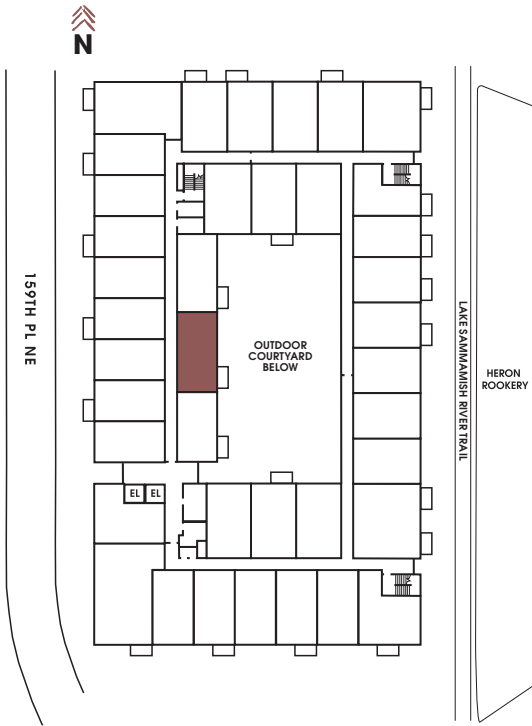 N
159TH PL NE
OUTDOOR
COURTYARD
BELOW
LAKE SAMMAMISH RIVER TRAIL
HERON
ROOKERY
EL EL